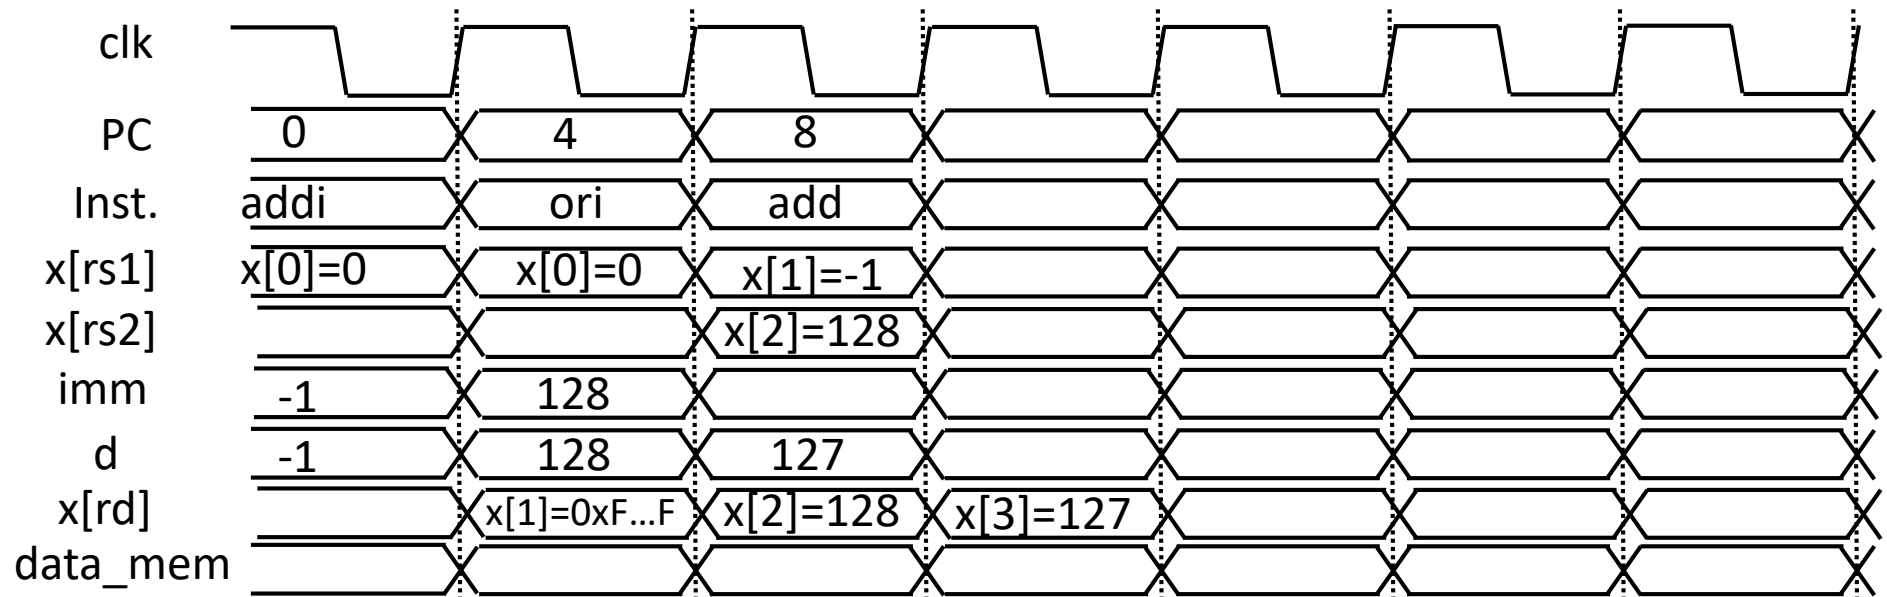 clk
PC 0 4 8
Inst. addi ori add
x[rs1] x[0]=0 x[0]=0 x[1]=-1
x[rs2] x[2]=128
imm -1 128
d -1 128 127
x[rd] x[1]=0xF...F x[2]=128 x[3]=127
data_mem